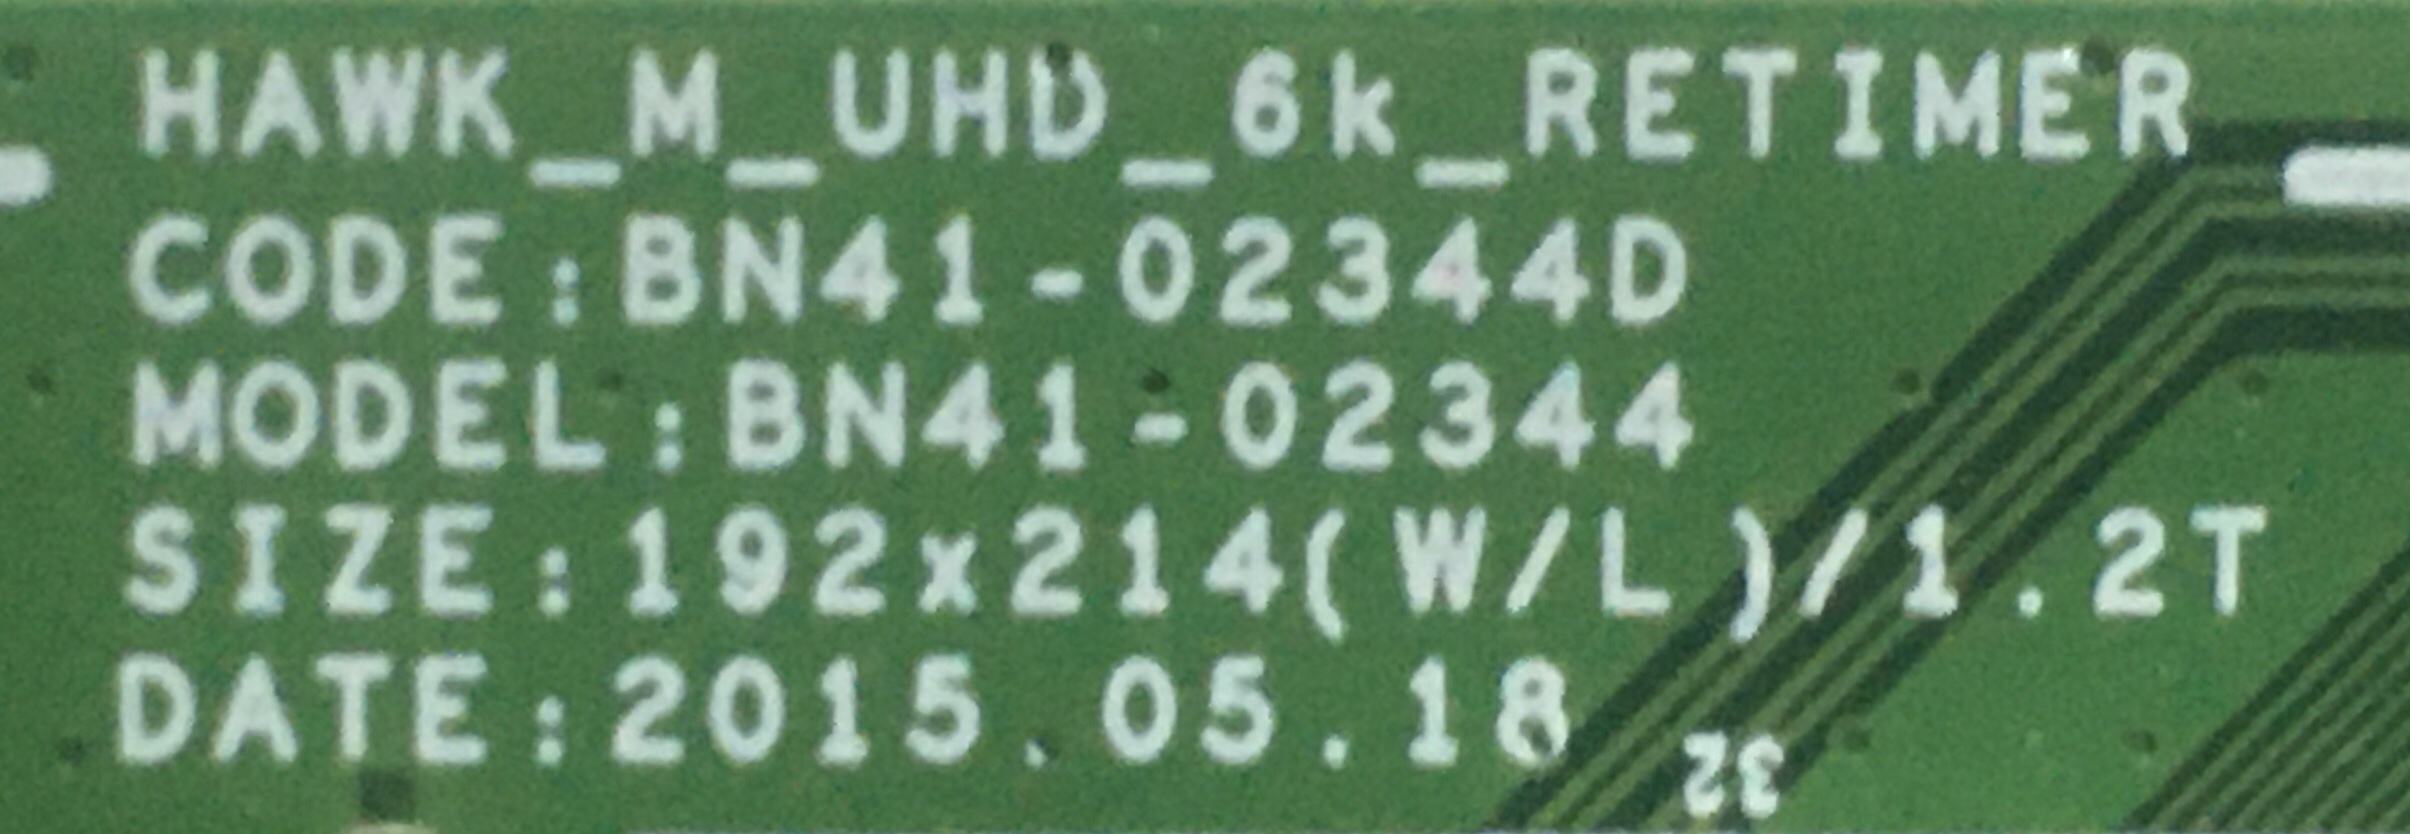 HAWK_M_UHD_6k_RETIMER
CODE:BN41-02344D
MODEL:BN41-02344
SIZE:192x214(W/L)/1.2T
DATE:2015.05.18
32